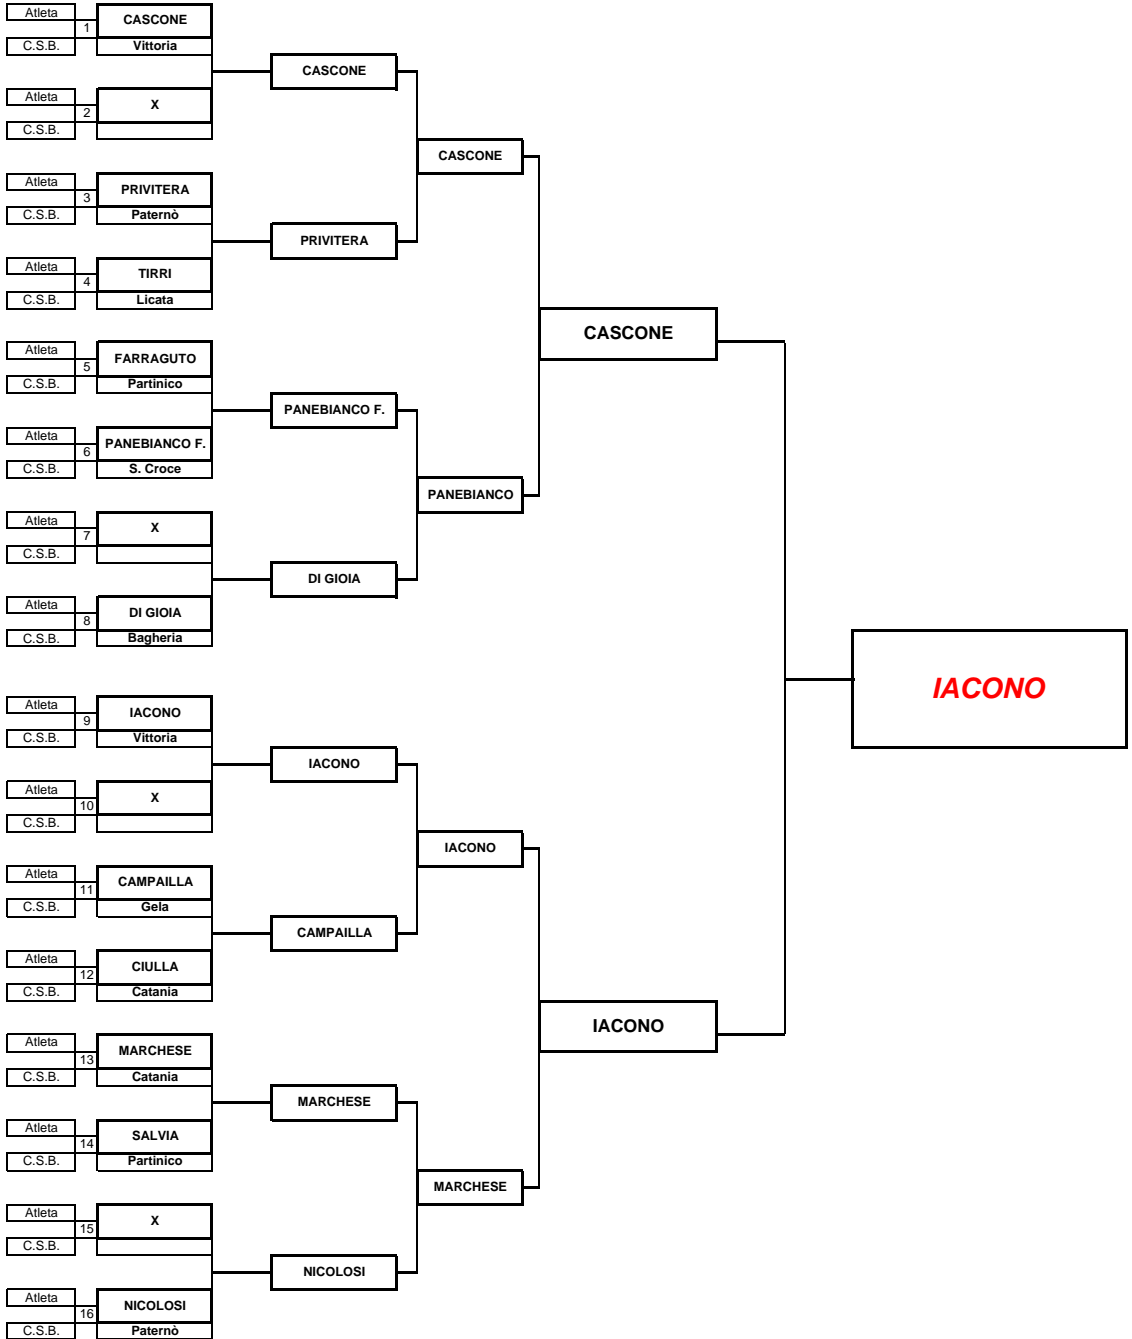 Atleta
1
CASCONE
C.S.B.
Vittoria
CASCONE
Atleta
2
X
C.S.B.
CASCONE
Atleta
3
PRIVITERA
C.S.B.
Paternò
PRIVITERA
Atleta
4
TIRRI
C.S.B.
Licata
CASCONE
Atleta
5
FARRAGUTO
C.S.B.
Partinico
PANEBIANCO F.
Atleta
6
PANEBIANCO F.
C.S.B.
S. Croce
PANEBIANCO
Atleta
7
X
C.S.B.
DI GIOIA
Atleta
8
DI GIOIA
C.S.B.
Bagheria
IACONO
Atleta
9
IACONO
C.S.B.
Vittoria
IACONO
Atleta
10
X
C.S.B.
IACONO
Atleta
11
CAMPAILLA
C.S.B.
Gela
CAMPAILLA
Atleta
12
CIULLA
C.S.B.
Catania
IACONO
Atleta
13
MARCHESE
C.S.B.
Catania
MARCHESE
Atleta
14
SALVIA
C.S.B.
Partinico
MARCHESE
Atleta
15
X
C.S.B.
NICOLOSI
Atleta
16
NICOLOSI
C.S.B.
Paternò